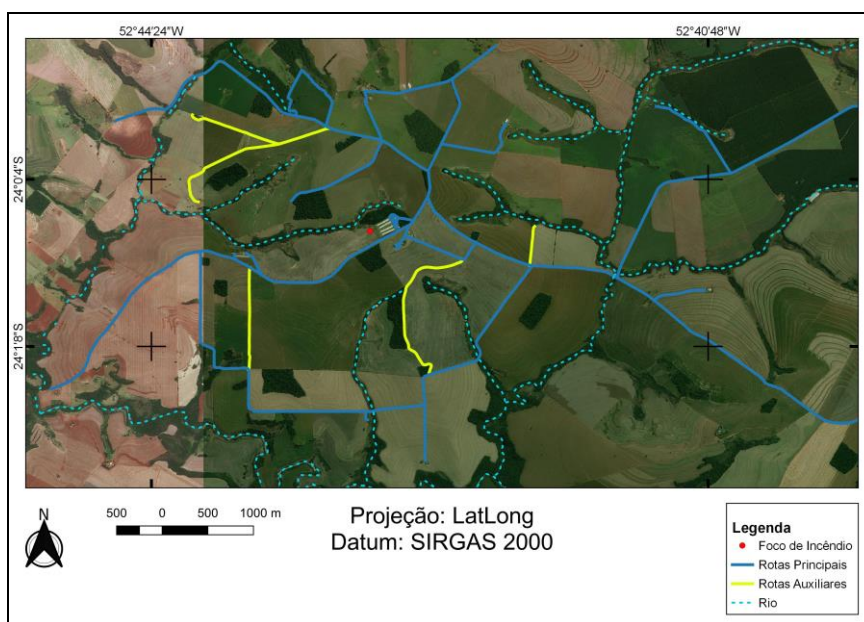 52°44'24"W
52°40'48"W
24°0'4"S
24°1'8"S
N
500 0 500 1000 m
Projeção: LatLong
Datum: SIRGAS 2000
Legenda
Foco de Incêndio
Rotas Principais
Rotas Auxiliares
Rio